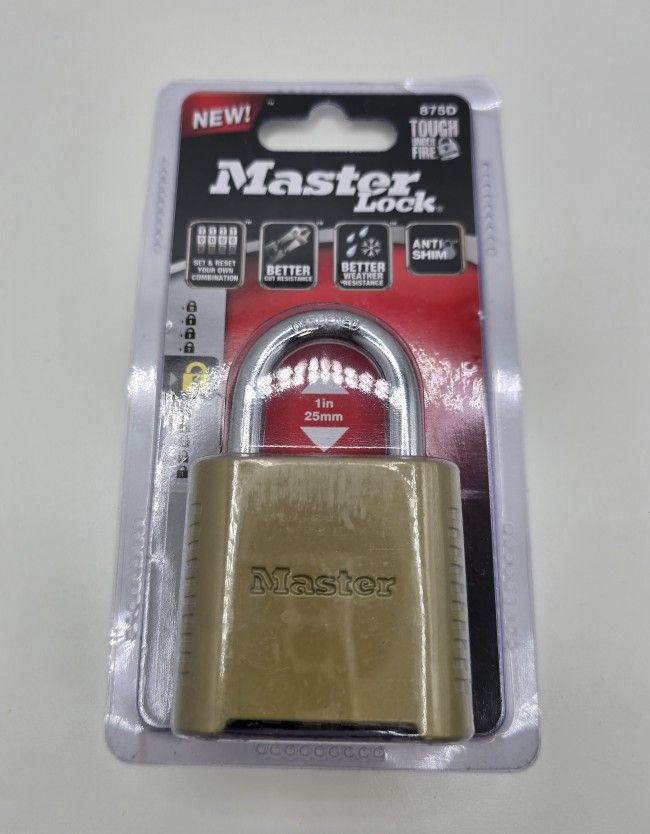 NEW!
875D
TOUGH
UNDER
FIRE
Master
Lock
SET & RESET
YOUR OWN
COMBINATION
BETTER
CUT RESISTANCE
BETTER
WEATHER
RESISTANCE
ANTI
SHIM
1in
25mm
Master